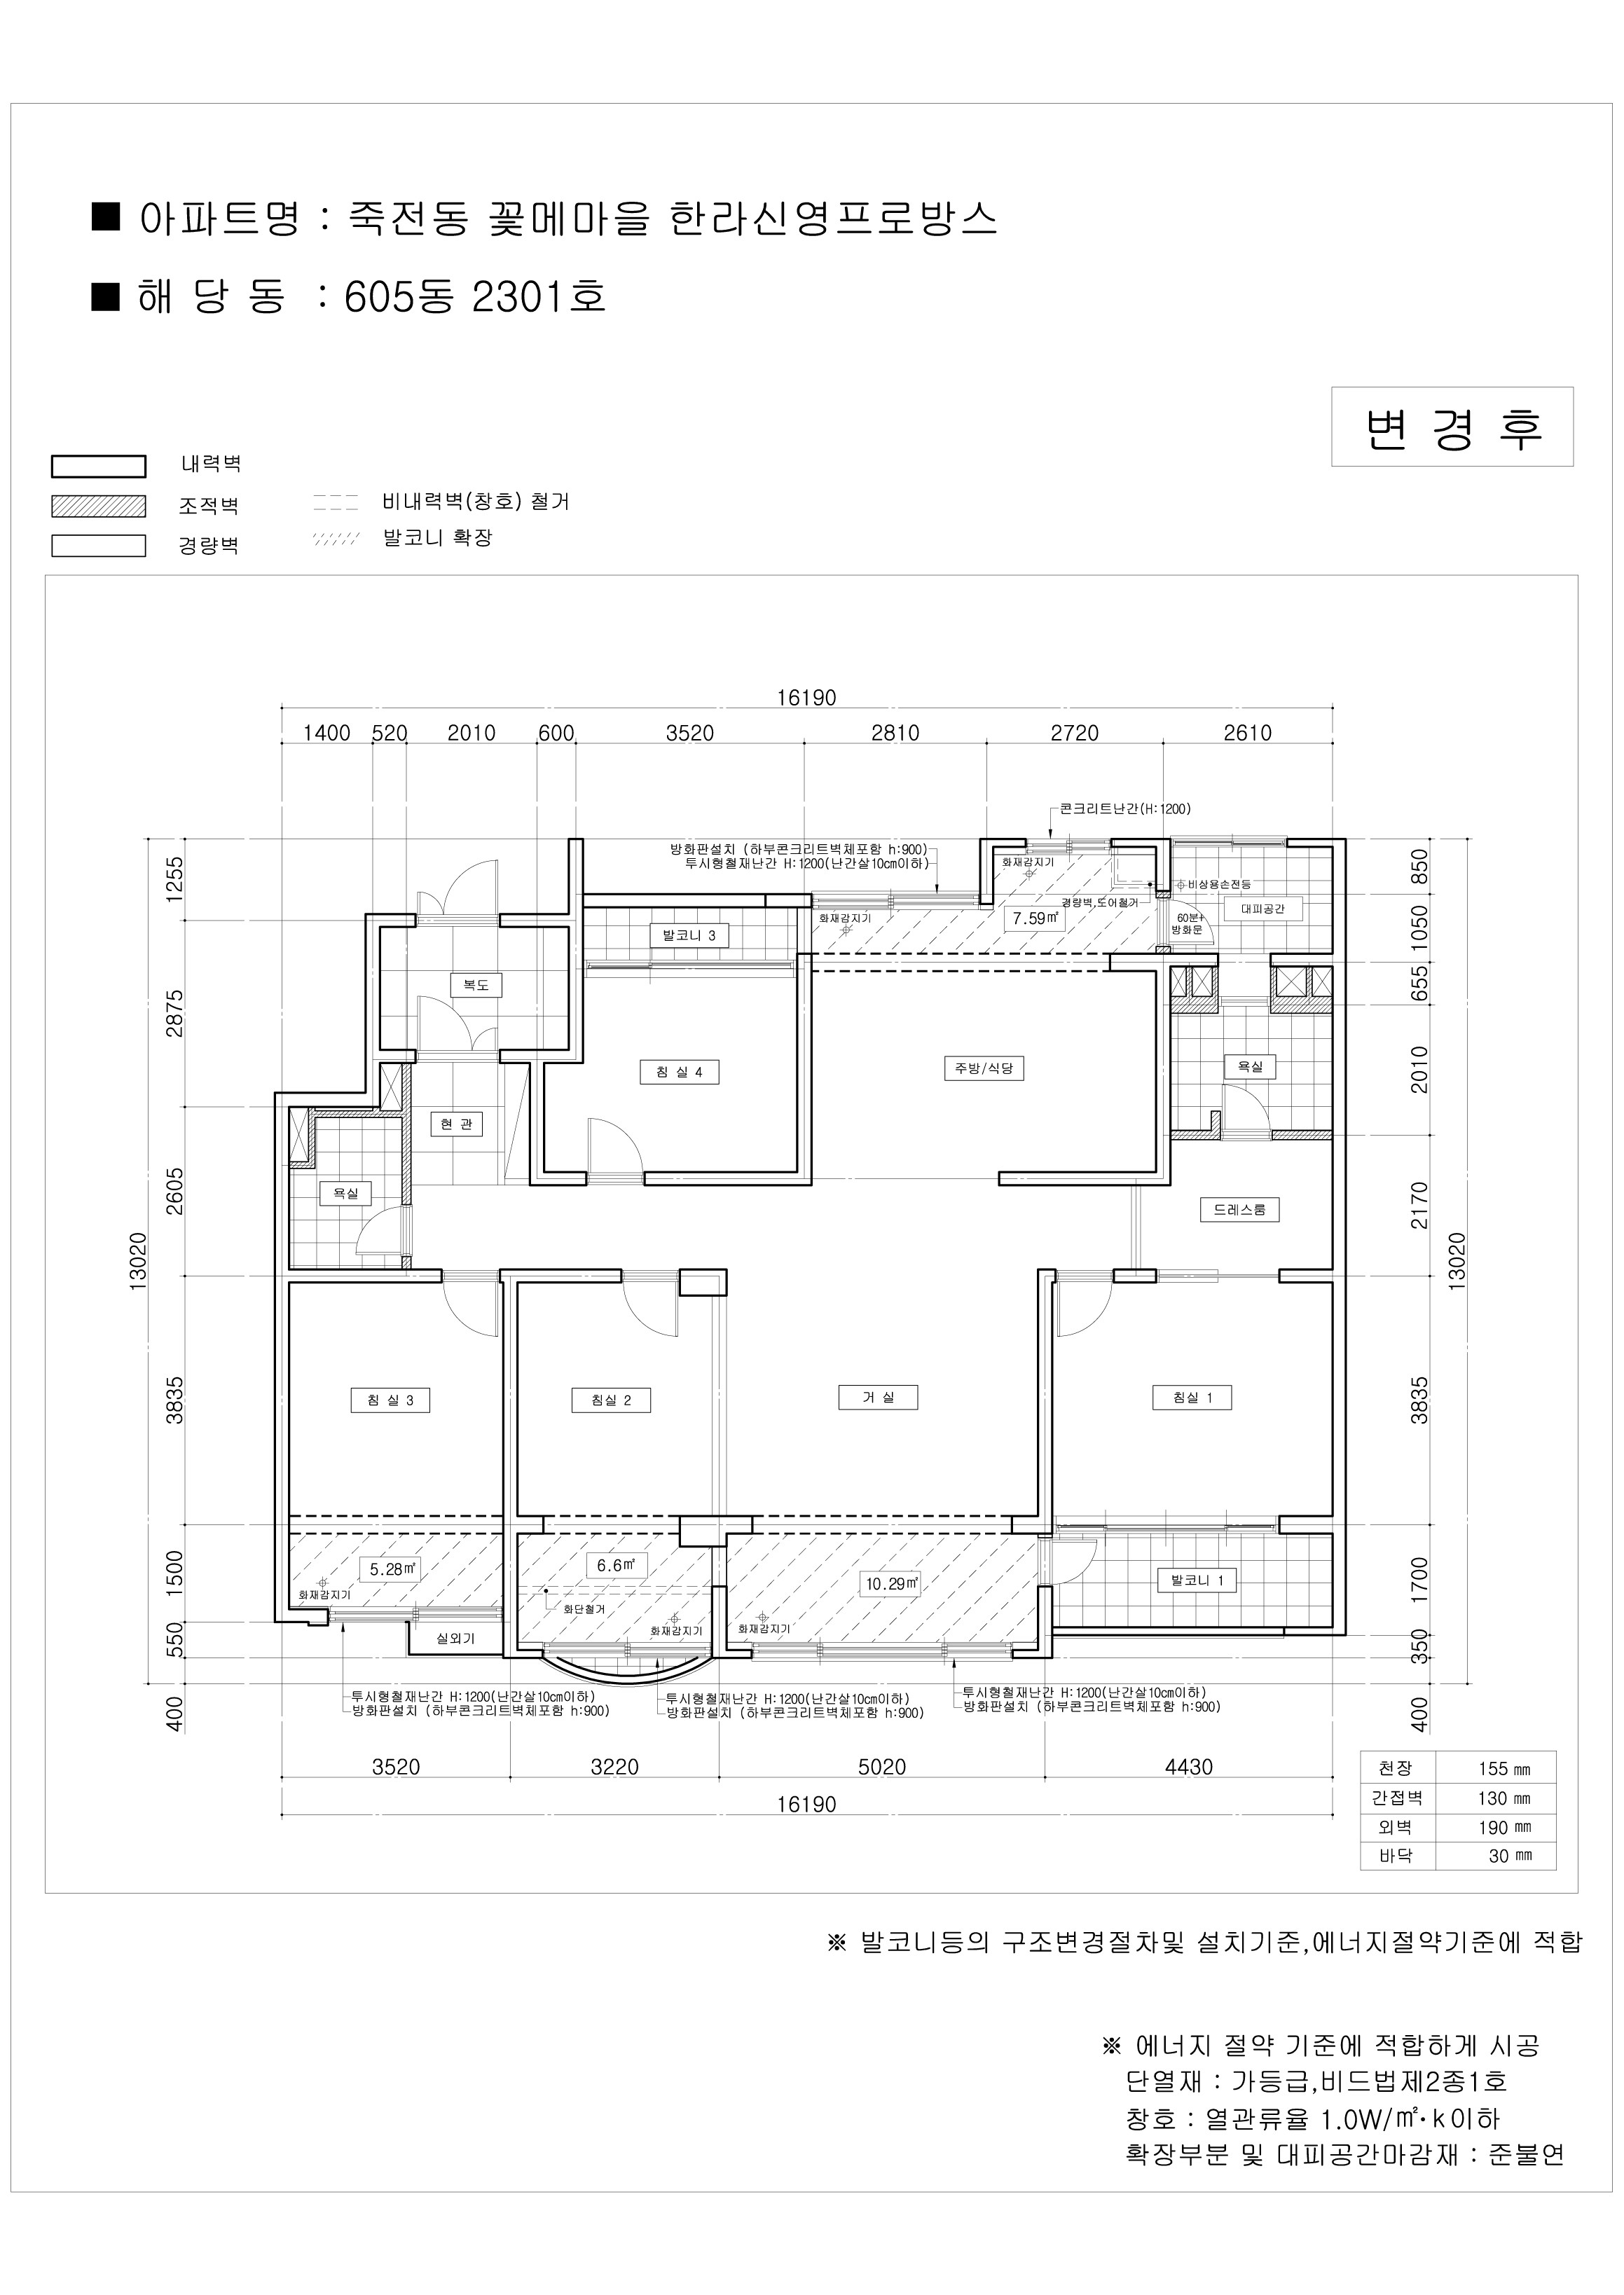 ■ 아파트명 : 죽전동 꽃메마을 한라신영프로방스
■ 해 당 동 : 605동 2301호
변 경 후
내력벽
조적벽
경량벽
비내력벽(창호) 철거
발코니 확장
16190
1400 520 2010 600 3520 2810 2720 2610
콘크리트난간(H:1200)
방화판설치 (하부콘크리트벽체포함 h:900)
투시형철재난간 H:1200(난간살10cm이하)
화재감지기
비상용손전등
경량벽,도어철거
대피공간
7.59㎡
화재감지기
60분+
방화문
발코니 3
복도
침 실 4
주방/식당
욕실
현 관
욕실
드레스룸
침 실 3
침실 2
거 실
침실 1
5.28㎡
6.6㎡
10.29㎡
발코니 1
화재감지기
화단철거
화재감지기
화재감지기
실외기
투시형철재난간 H:1200(난간살10cm이하)
방화판설치 (하부콘크리트벽체포함 h:900)
투시형철재난간 H:1200(난간살10cm이하)
방화판설치 (하부콘크리트벽체포함 h:900)
투시형철재난간 H:1200(난간살10cm이하)
방화판설치 (하부콘크리트벽체포함 h:900)
1255
2875
2605
3835
1500
550
400
13020
850
1050
655
2010
2170
3835
1700
350
400
13020
3520 3220 5020 4430
16190
천장 155 ㎜
간접벽 130 ㎜
외벽 190 ㎜
바닥 30 ㎜
※ 발코니등의 구조변경절차및 설치기준,에너지절약기준에 적합
※ 에너지 절약 기준에 적합하게 시공
단열재 : 가등급,비드법제2종1호
창호 : 열관류율 1.0W/㎡·k이하
확장부분 및 대피공간마감재 : 준불연